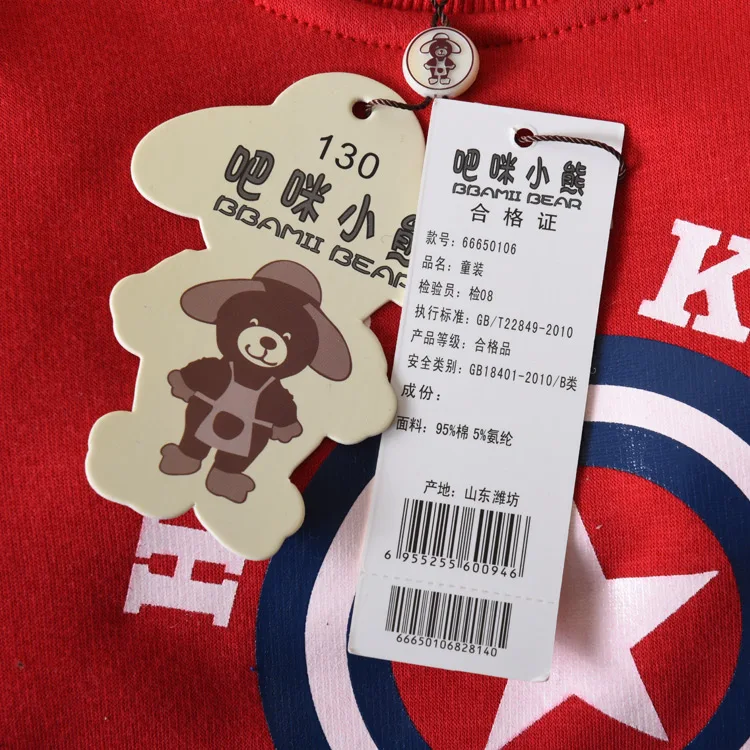 130
吧咪小熊
BBAMII BEAR
吧咪小熊
BBAMII BEAR
合格证
款号: 66650106
品名: 童装
检验员: 检08
执行标准: GB/T22849-2010
产品等级: 合格品
安全类别: GB18401-2010/B类
成份:
面料: 95%棉 5%氨纶
产地: 山东潍坊
6 955255 600946
66650106828140
H
K